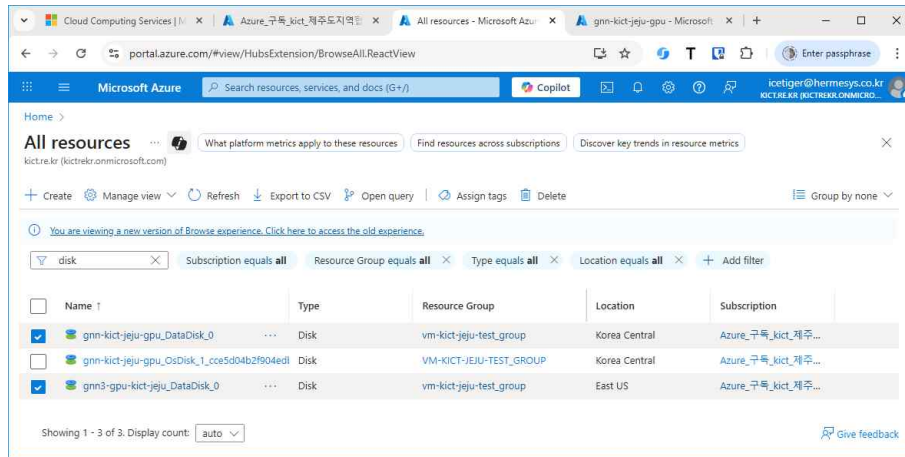 Cloud Computing Services | M
Azure_구독_kict_제주도지역
All resources - Microsoft Azur
gnn-kict-jeju-gpu - Microsoft
portal.azure.com/#view/HubsExtension/BrowseAll.ReactView
Enter passphrase
Microsoft Azure
Search resources, services, and docs (G+/)
Copilot
icetiger@hermesys.co.kr
KICT.RE.KR (KICTREKR.ONMICRO...
Home >
All resources ...
What platform metrics apply to these resources
Find resources across subscriptions
Discover key trends in resource metrics
kict.re.kr (kictrekr.onmicrosoft.com)
Create Manage view Refresh Export to CSV Open query Assign tags Delete Group by none
You are viewing a new version of Browse experience. Click here to access the old experience.
disk Subscription equals all Resource Group equals all Type equals all Location equals all Add filter
Name ↑ Type Resource Group Location Subscription
gnn-kict-jeju-gpu_DataDisk_0 ... Disk vm-kict-jeju-test_group Korea Central Azure_구독_kict_제주...
gnn-kict-jeju-gpu_OsDisk_1_cce5d04b2f904edl Disk VM-KICT-JEJU-TEST_GROUP Korea Central Azure_구독_kict_제주...
gnn3-gpu-kict-jeju_DataDisk_0 ... Disk vm-kict-jeju-test_group East US Azure_구독_kict_제주...
Showing 1 - 3 of 3. Display count: auto
Give feedback